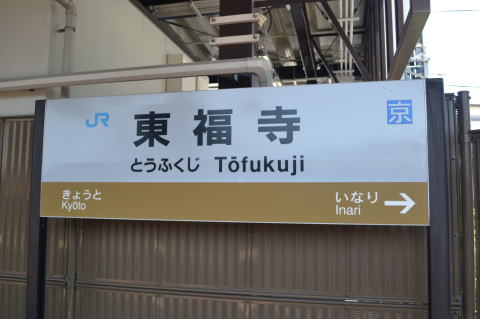 JR 東福寺 京
とうふくじ Tōfukuji
きょうと いなり →
Kyōto Inari